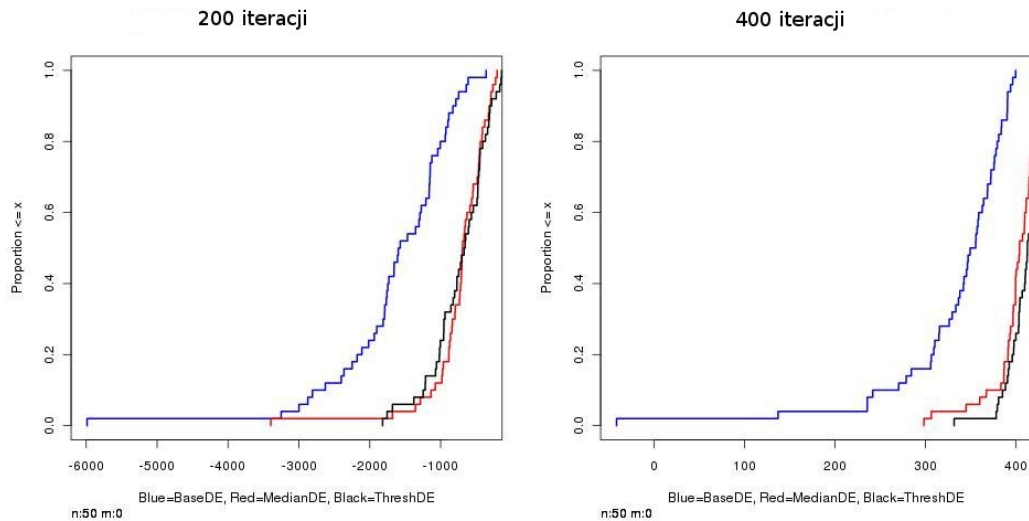 200 iteracji
1.0
0.8
0.6
0.4
0.2
0.0
Proportion <= x
-6000 -5000 -4000 -3000 -2000 -1000
Blue=BaseDE, Red=MedianDE, Black=ThreshDE
n:50 m:0
400 iteracji
1.0
0.8
0.6
0.4
0.2
0.0
Proportion <= x
0 100 200 300 400
Blue=BaseDE, Red=MedianDE, Black=ThreshDE
n:50 m:0